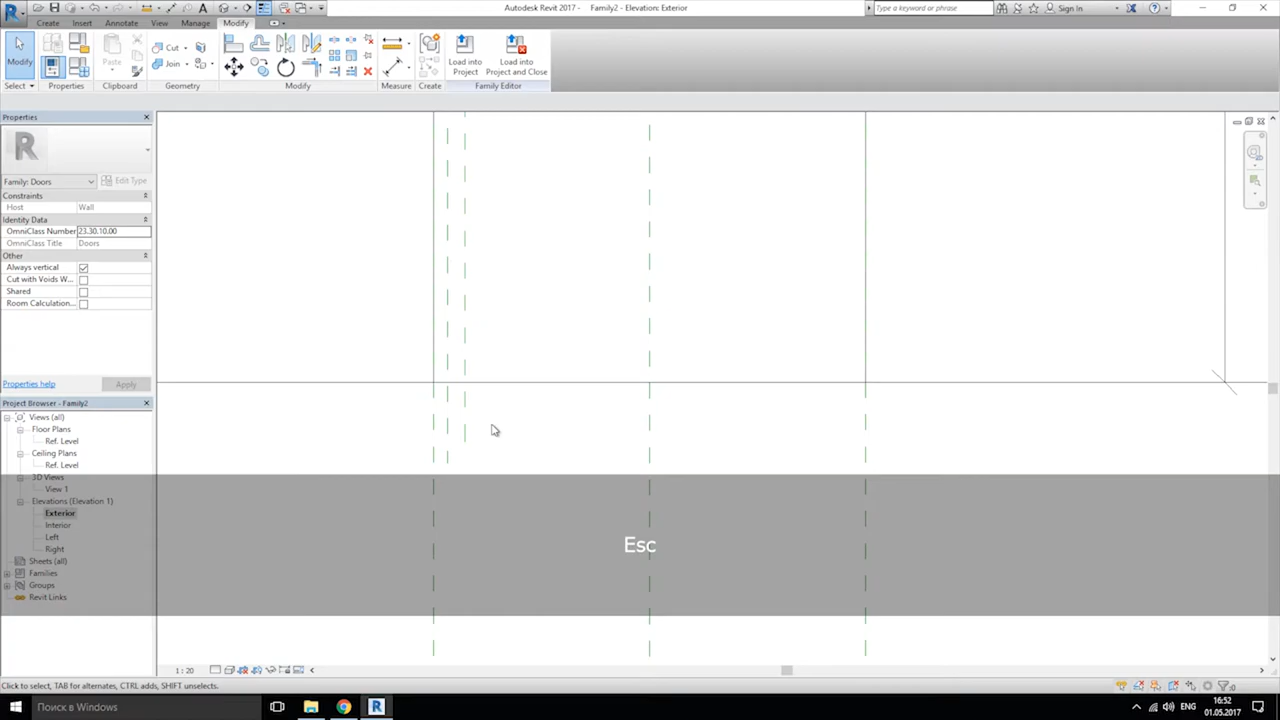 Autodesk Revit 2017 - Family2 - Elevation: Exterior
Type a keyword or phrase
Sign In
Create Insert Annotate View Manage Modify
Modify
Paste
Cut
Join
Load into Project
Load into Project and Close
Select Properties Clipboard Geometry Modify Measure Create Family Editor
Properties
Family: Doors
Edit Type
Constraints
Host Wall
Identity Data
OmniClass Number 23.30.10.00
OmniClass Title Doors
Other
Always vertical
Cut with Voids W...
Shared
Room Calculation...
Properties help
Apply
Project Browser - Family2
Views (all)
Floor Plans
Ref. Level
Ceiling Plans
Ref. Level
3D Views
View 1
Elevations (Elevation 1)
Exterior
Interior
Left
Right
Sheets (all)
Families
Groups
Revit Links
Esc
1 : 20
Click to select, TAB for alternates, CTRL adds, SHIFT unselects.
:0
Поиск в Windows
ENG
16:52
01.05.2017